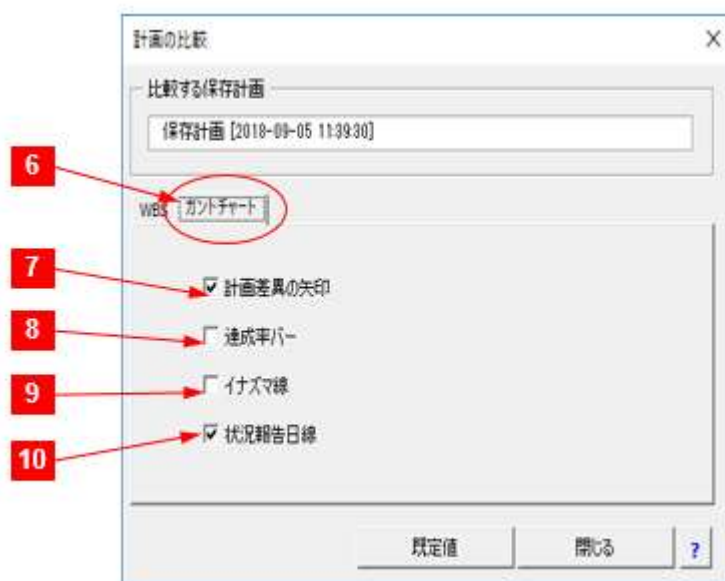 計画の比較 X
比較する保存計画
保存計画 [2018-09-05 11:39:30]
6
WBS ガントチャート
7
計画差異の矢印
8
達成率バー
9
イナズマ線
10
状況報告日線
既定値 閉じる ?